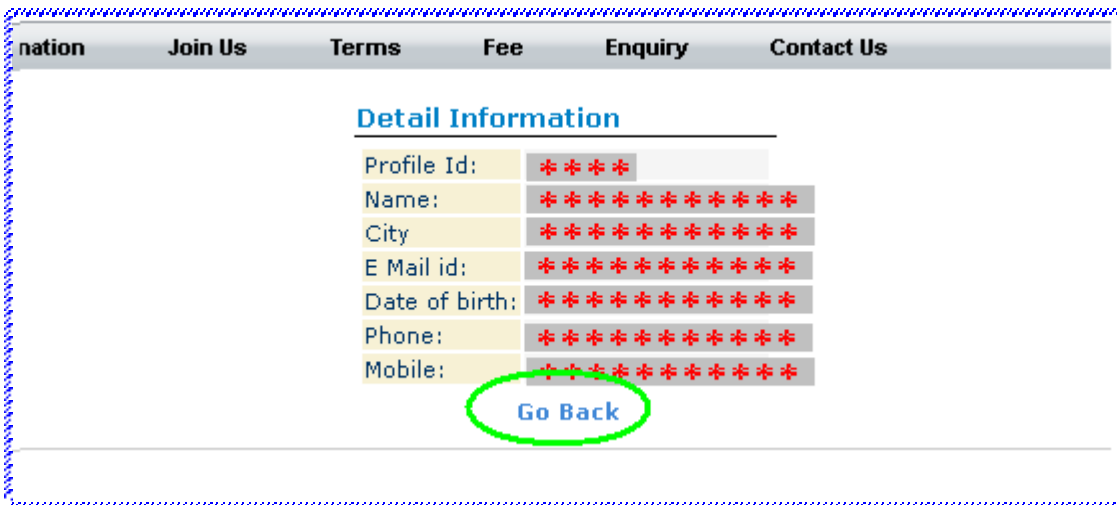 nation Join Us Terms Fee Enquiry Contact Us
Detail Information
Profile Id: ****
Name: ***********
City ***********
E Mail id: ***********
Date of birth: ***********
Phone: ***********
Mobile: ***********
Go Back